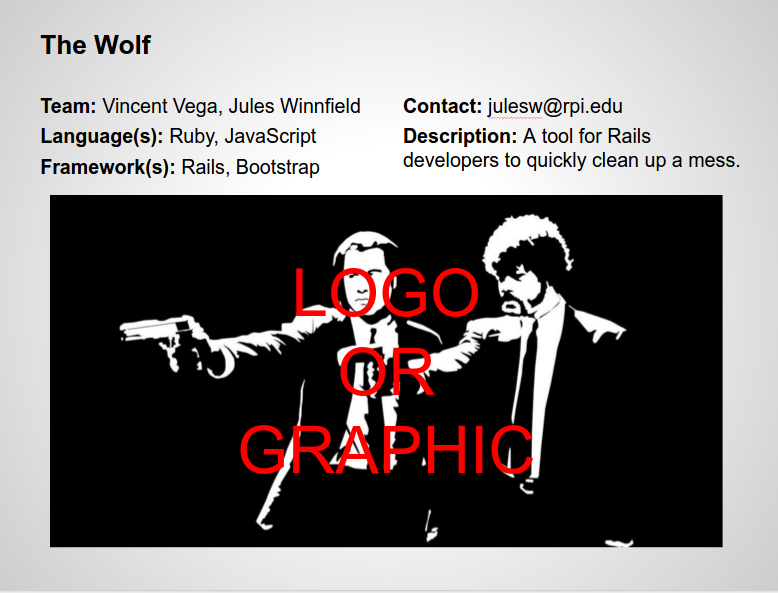 The Wolf
Team: Vincent Vega, Jules Winnfield
Language(s): Ruby, JavaScript
Framework(s): Rails, Bootstrap
Contact: julesw@rpi.edu
Description: A tool for Rails
developers to quickly clean up a mess.
LOGO
OR
GRAPHIC